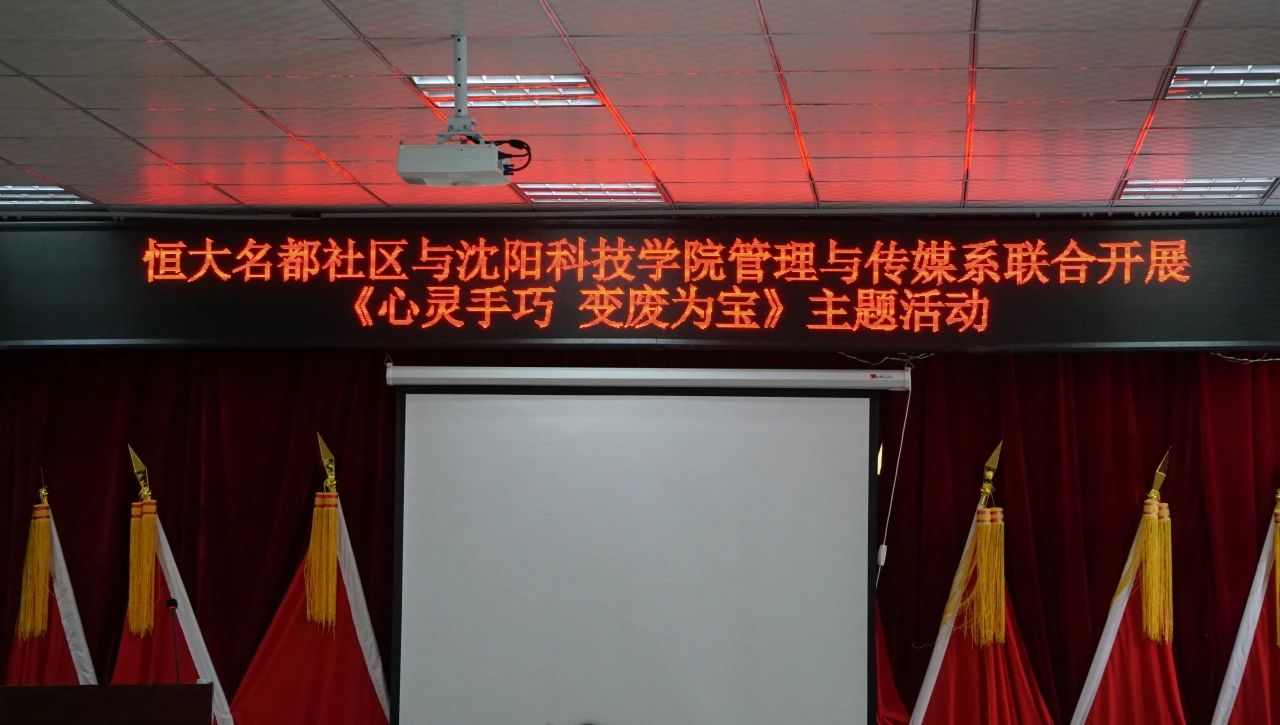 恒大名都社区与沈阳科技学院管理与传媒系联合开展
《心灵手巧 变废为宝》主题活动